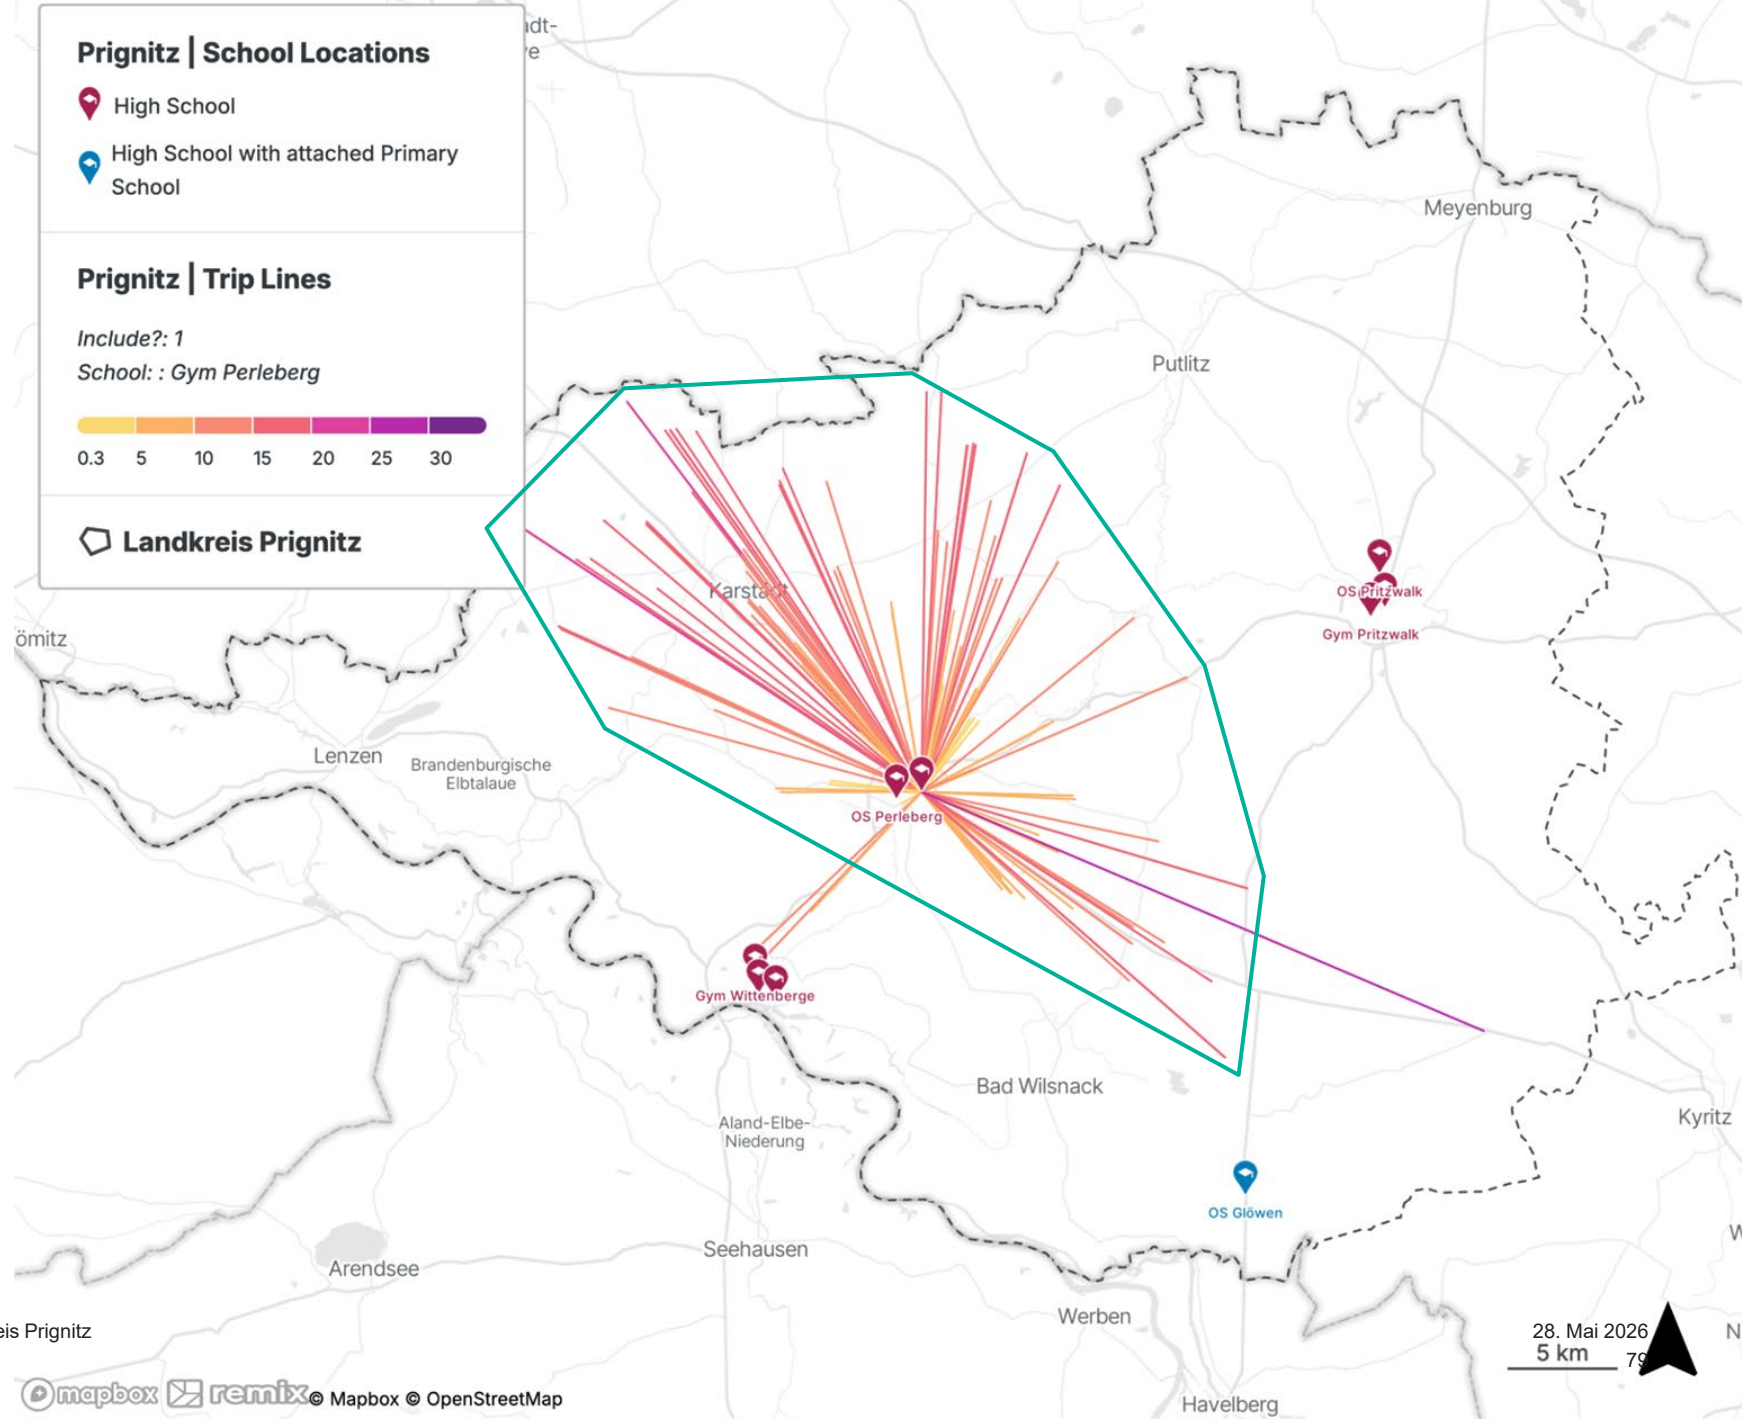 Prignitz | School Locations
High School
High School with attached Primary
School
Prignitz | Trip Lines
Include?: 1
School: : Gym Perleberg
0.3 5 10 15 20 25 30
Landkreis Prignitz
Meyenburg
Putlitz
Karstädt
OS Pritzwalk
Gym Pritzwalk
ömitz
Lenzen
Brandenburgische
Elbtalaue
OS Perleberg
Gym Wittenberge
Bad Wilsnack
Kyritz
Aland-Elbe-
Niederung
OS Glöwen
Seehausen
Arendsee
Werben
eis Prignitz
28. Mai 2026
5 km
79
Havelberg
mapbox remix © Mapbox © OpenStreetMap